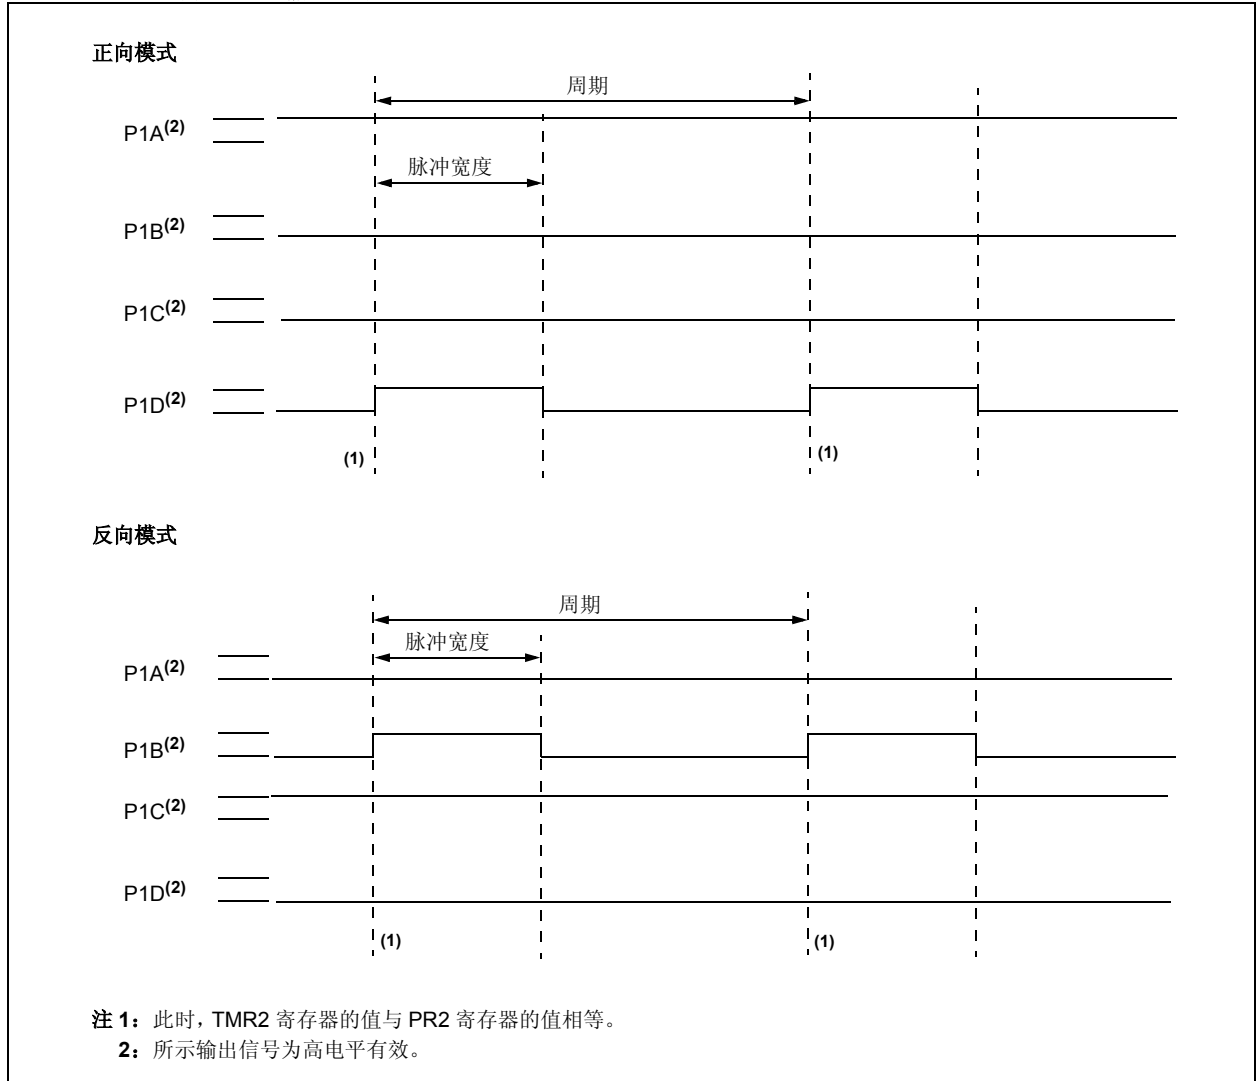 正向模式
周期
P1A(2)
脉冲宽度
P1B(2)
P1C(2)
P1D(2)
(1) (1)
反向模式
周期
脉冲宽度
P1A(2)
P1B(2)
P1C(2)
P1D(2)
(1) (1)
注 1：此时，TMR2 寄存器的值与 PR2 寄存器的值相等。
2：所示输出信号为高电平有效。